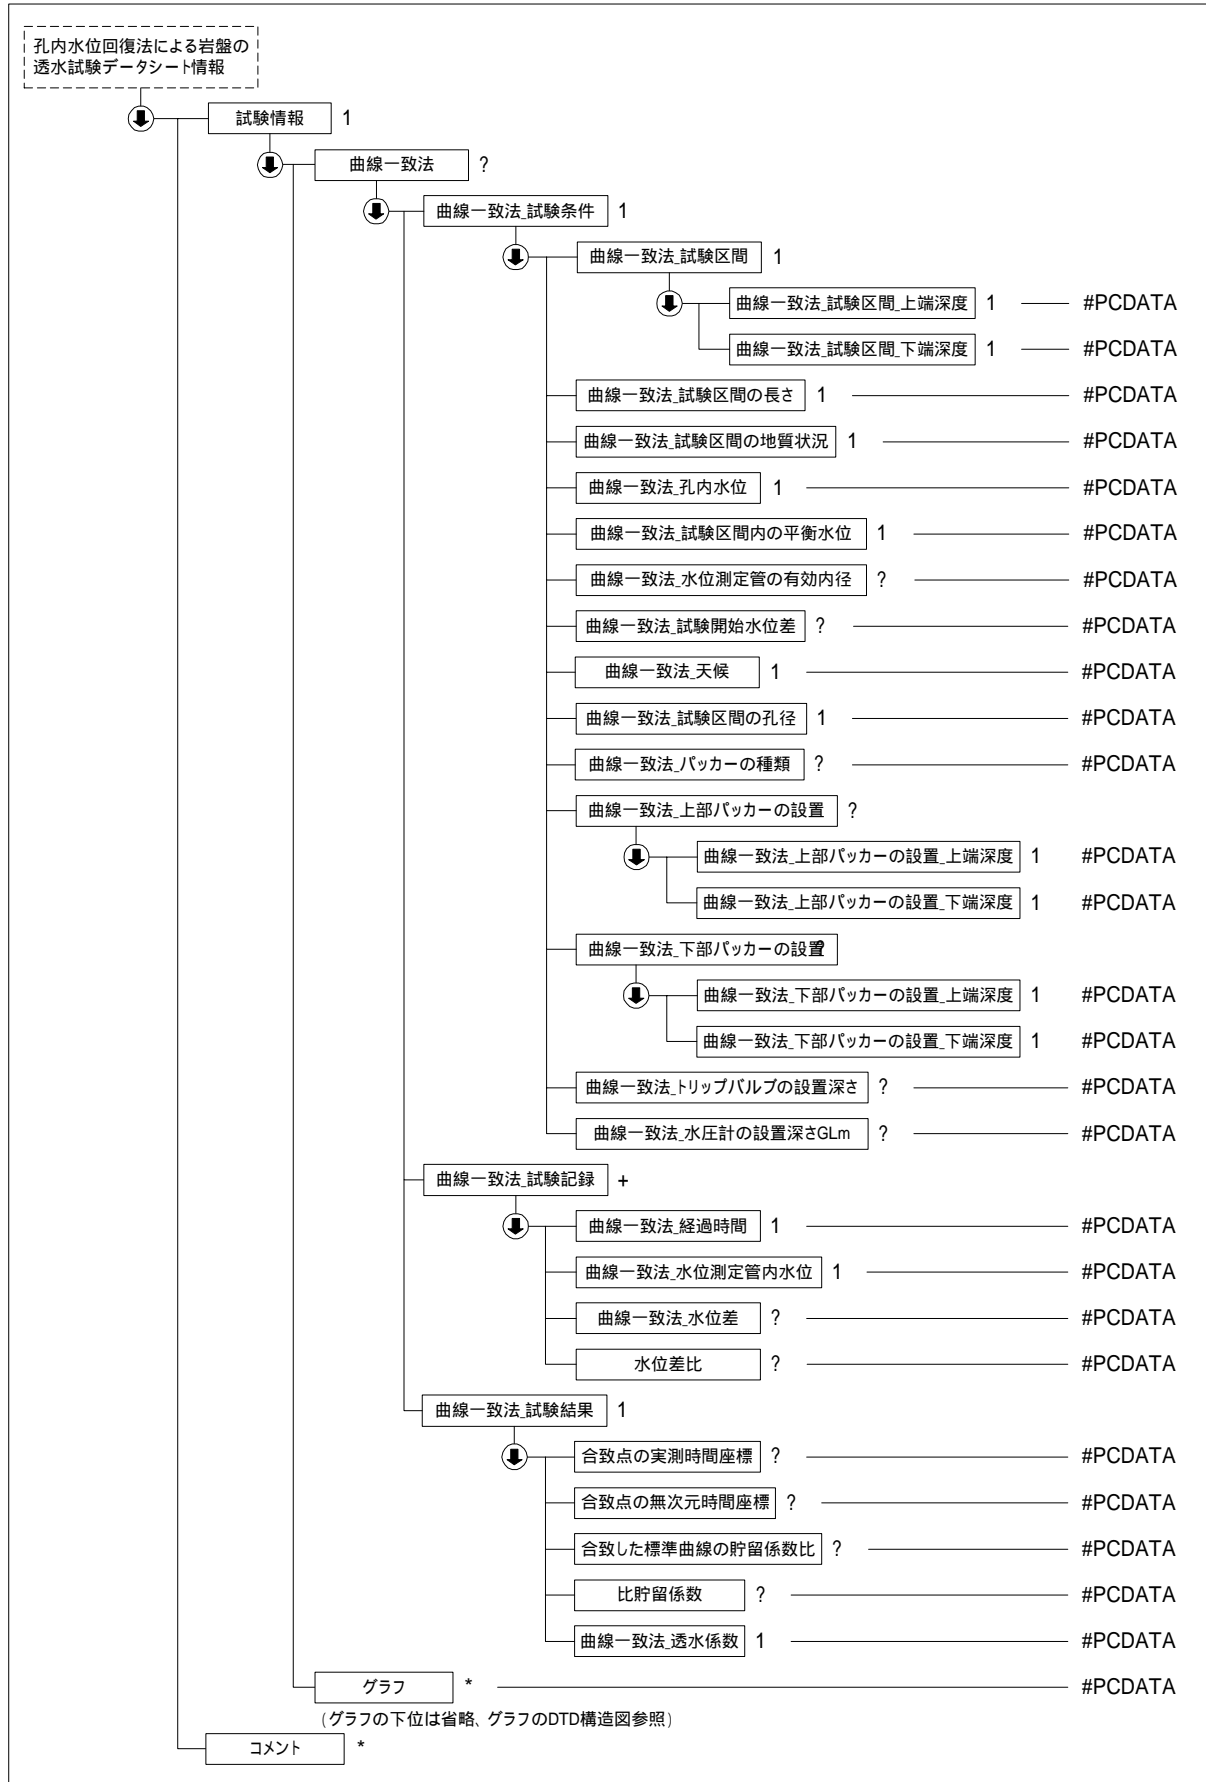 孔内水位回復法による岩盤の
透水試験データシート情報
試験情報 1
曲線一致法 ?
曲線一致法_試験条件 1
曲線一致法_試験区間 1
曲線一致法_試験区間_上端深度 1 #PCDATA
曲線一致法_試験区間_下端深度 1 #PCDATA
曲線一致法_試験区間の長さ 1 #PCDATA
曲線一致法_試験区間の地質状況 1 #PCDATA
曲線一致法_孔内水位 1 #PCDATA
曲線一致法_試験区間内の平衡水位 1 #PCDATA
曲線一致法_水位測定管の有効内径 ? #PCDATA
曲線一致法_試験開始水位差 ? #PCDATA
曲線一致法_天候 1 #PCDATA
曲線一致法_試験区間の孔径 1 #PCDATA
曲線一致法_パッカーの種類 ? #PCDATA
曲線一致法_上部パッカーの設置 ?
曲線一致法_上部パッカーの設置_上端深度 1 #PCDATA
曲線一致法_上部パッカーの設置_下端深度 1 #PCDATA
曲線一致法_下部パッカーの設置?
曲線一致法_下部パッカーの設置_上端深度 1 #PCDATA
曲線一致法_下部パッカーの設置_下端深度 1 #PCDATA
曲線一致法_トリップバルブの設置深さ ? #PCDATA
曲線一致法_水圧計の設置深さGLm ? #PCDATA
曲線一致法_試験記録 +
曲線一致法_経過時間 1 #PCDATA
曲線一致法_水位測定管内水位 1 #PCDATA
曲線一致法_水位差 ? #PCDATA
水位差比 ? #PCDATA
曲線一致法_試験結果 1
合致点の実測時間座標 ? #PCDATA
合致点の無次元時間座標 ? #PCDATA
合致した標準曲線の貯留係数比 ? #PCDATA
比貯留係数 ? #PCDATA
曲線一致法_透水係数 1 #PCDATA
グラフ * #PCDATA
(グラフの下位は省略、グラフのDTD構造図参照)
コメント *